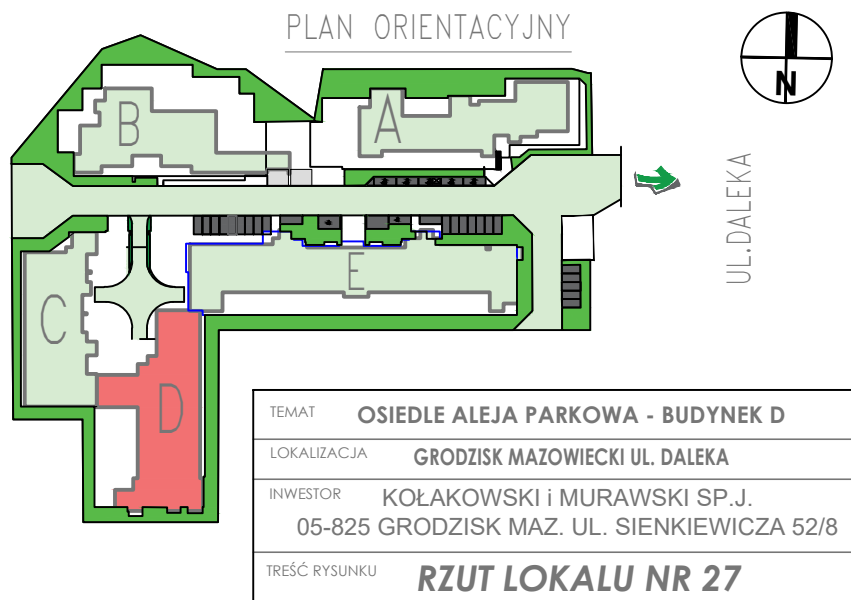 PLAN ORIENTACYJNY
N
B
A
UL.DALEKA
E
C
D
TEMAT OSIEDLE ALEJA PARKOWA - BUDYNEK D
LOKALIZACJA GRODZISK MAZOWIECKI UL. DALEKA
INWESTOR KOŁAKOWSKI i MURAWSKI SP.J.
05-825 GRODZISK MAZ. UL. SIENKIEWICZA 52/8
TREŚĆ RYSUNKU RZUT LOKALU NR 27